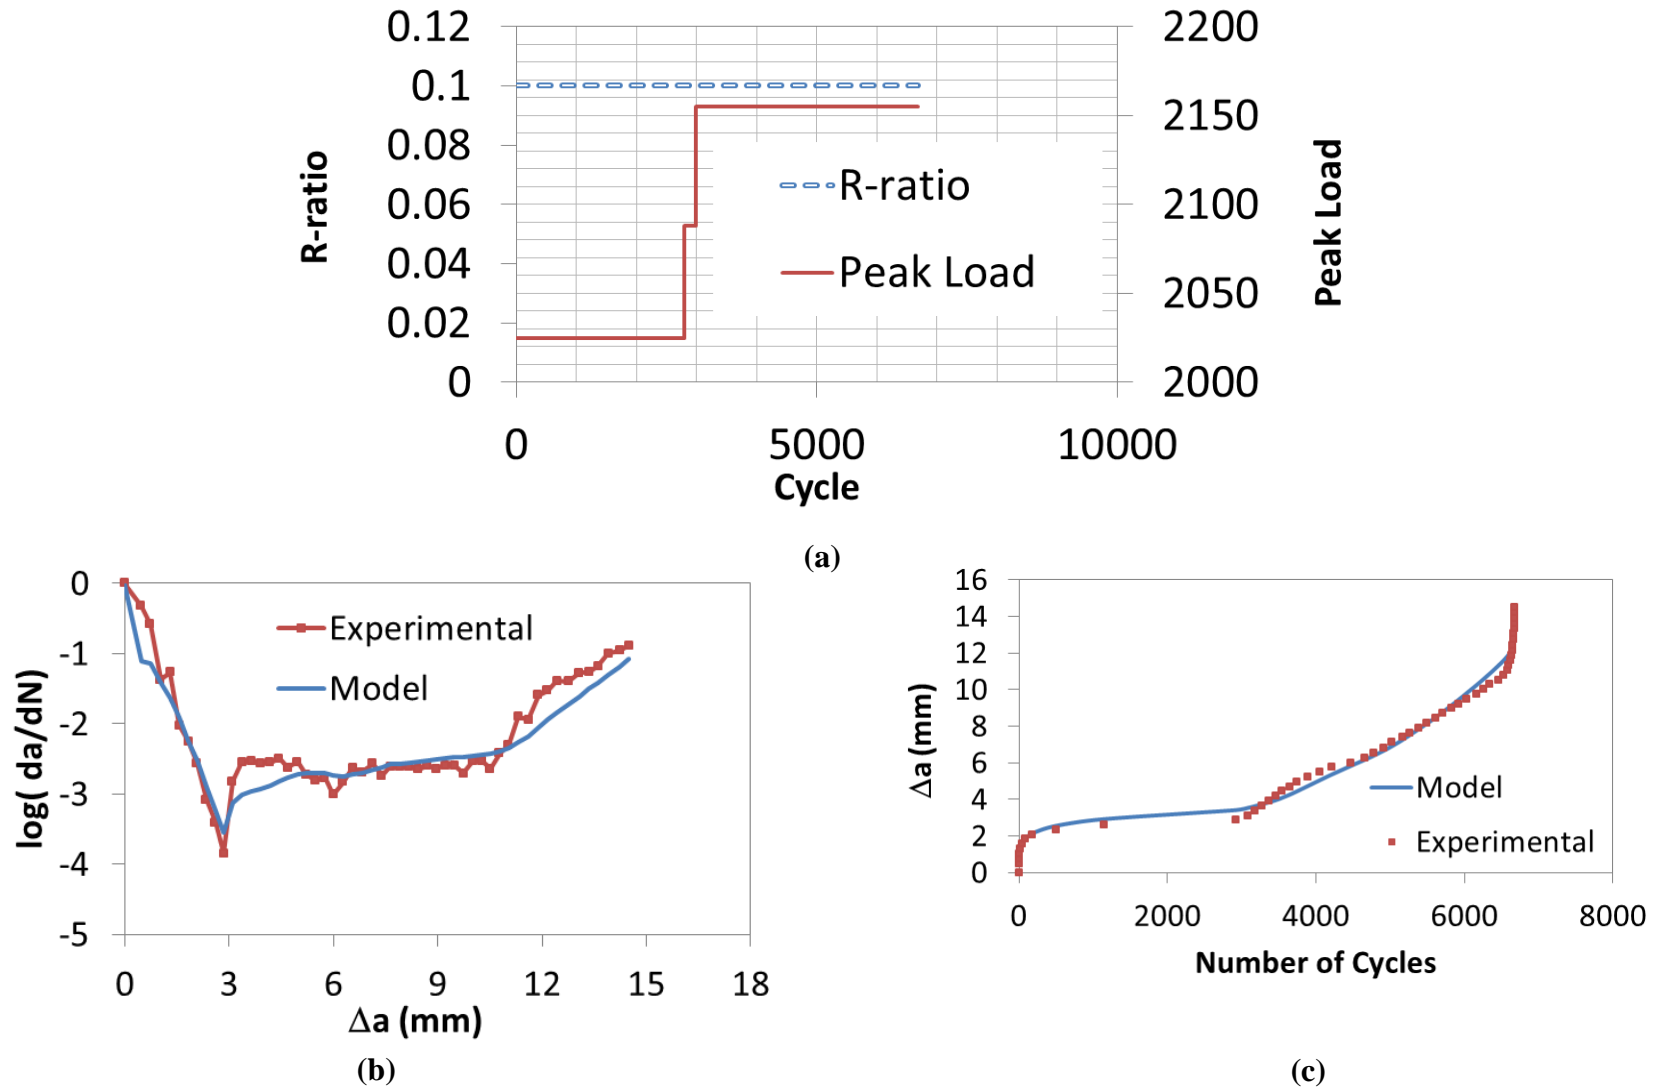 0.12
0.1
0.08
0.06
0.04
0.02
0
R-ratio
2200
2150
2100
2050
2000
Peak Load
R-ratio
Peak Load
0 5000 10000
Cycle
(a)
0
-1
-2
-3
-4
-5
log( da/dN)
Experimental
Model
0 3 6 9 12 15 18
Δa (mm)
(b)
16
14
12
10
8
6
4
2
0
Δa (mm)
Model
Experimental
0 2000 4000 6000 8000
Number of Cycles
(c)